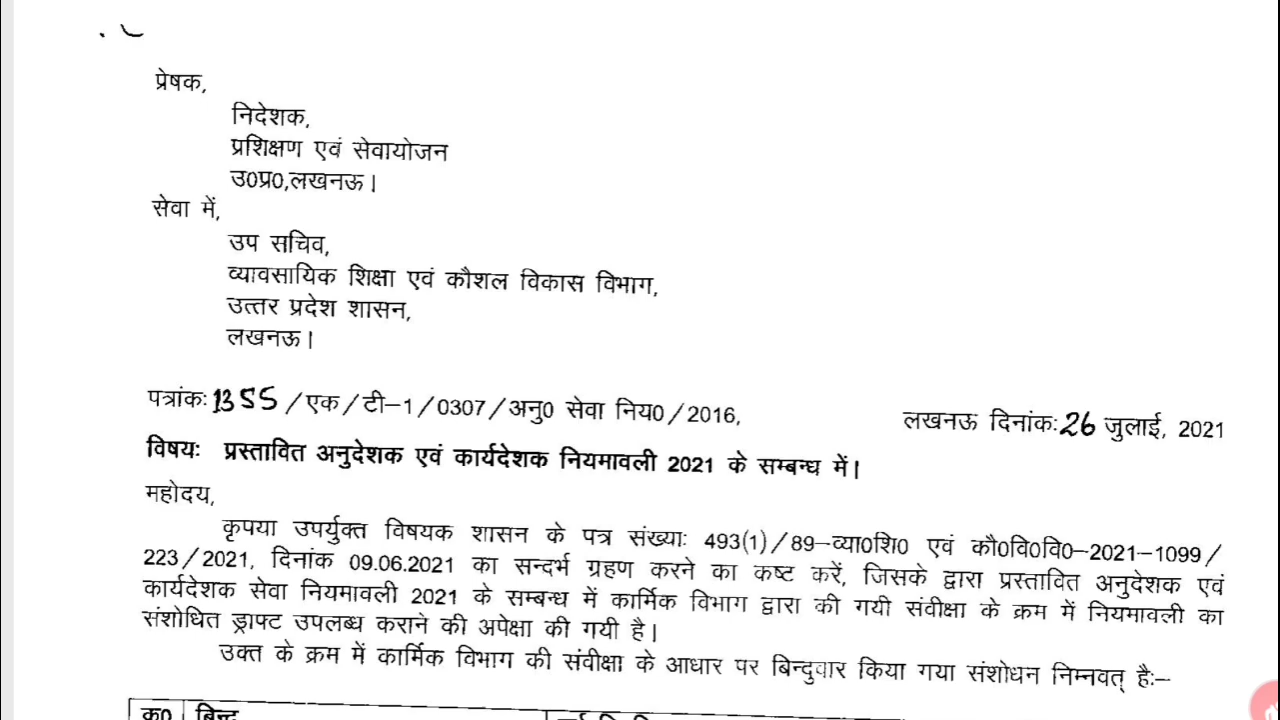 प्रेषक,
निदेशक,
प्रशिक्षण एवं सेवायोजन
उ0प्र0,लखनऊ।
सेवा में,
उप सचिव,
व्यावसायिक शिक्षा एवं कौशल विकास विभाग,
उत्तर प्रदेश शासन,
लखनऊ।
पत्रांकः 1355/एक/टी–1/0307/अनु0 सेवा निय0/2016, लखनऊ दिनांकः 26 जुलाई, 2021
विषयः प्रस्तावित अनुदेशक एवं कार्यदेशक नियमावली 2021 के सम्बन्ध में।
महोदय,
कृपया उपर्युक्त विषयक शासन के पत्र संख्याः 493(1)/89–व्या0शि0 एवं कौ0वि0वि0–2021–1099/
223/2021, दिनांक 09.06.2021 का सन्दर्भ ग्रहण करने का कष्ट करें, जिसके द्वारा प्रस्तावित अनुदेशक एवं
कार्यदेशक सेवा नियमावली 2021 के सम्बन्ध में कार्मिक विभाग द्वारा की गयी संवीक्षा के क्रम में नियमावली का
संशोधित ड्राफ्ट उपलब्ध कराने की अपेक्षा की गयी है।
उक्त के क्रम में कार्मिक विभाग की संवीक्षा के आधार पर बिन्दुवार किया गया संशोधन निम्नवत् हैः–
क0 बिन्दु